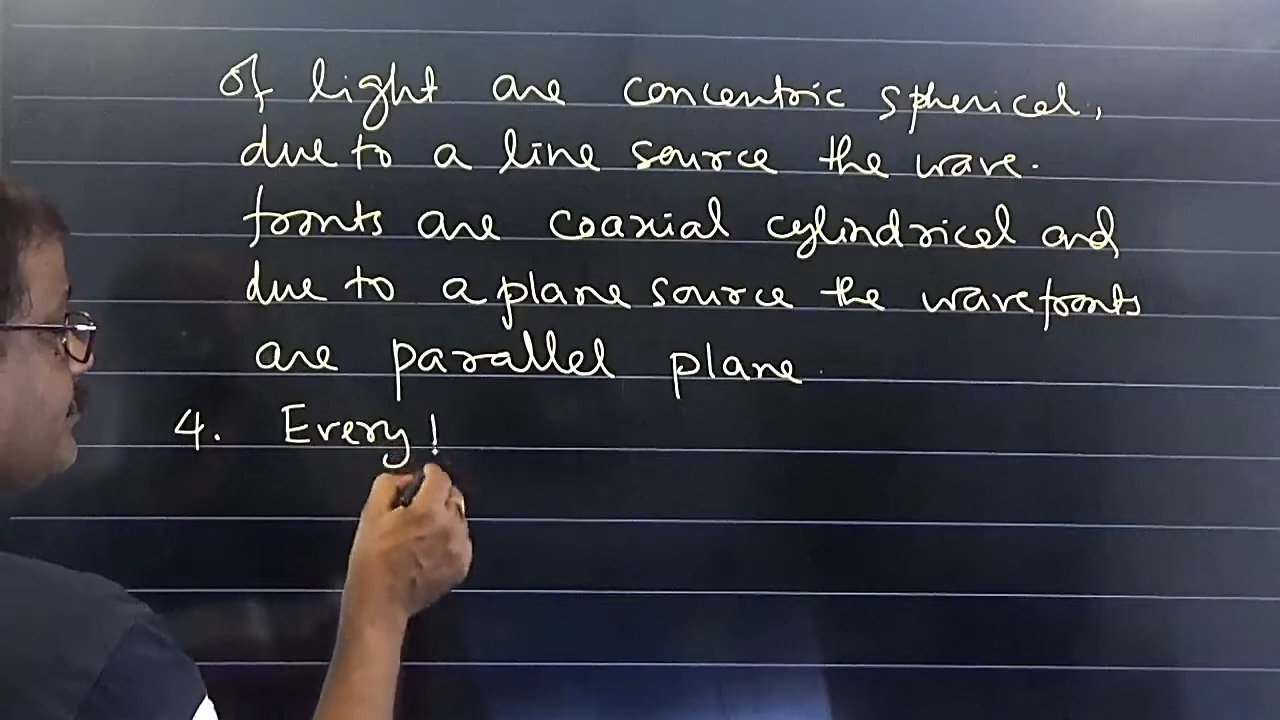 of light are concentric spherical,
due to a line source the wave-
fronts are coaxial cylindrical and
due to a plane source the wavefronts
are parallel plane.
4. Every